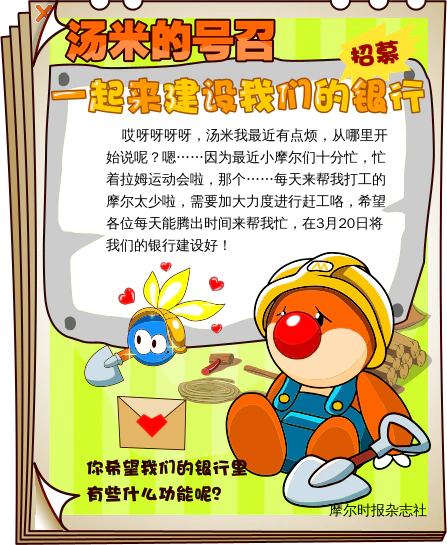 汤米的号召
招募
一起来建设我们的银行
哎呀呀呀呀，汤米我最近有点烦，从哪里开
始说呢？嗯……因为最近小摩尔们十分忙，忙
着拉姆运动会啦，那个……每天来帮我打工的
摩尔太少啦，需要加大力度进行赶工咯，希望
各位每天能腾出时间来帮我忙，在3月20日将
我们的银行建设好！
你希望我们的银行里
有些什么功能呢？
摩尔时报杂志社